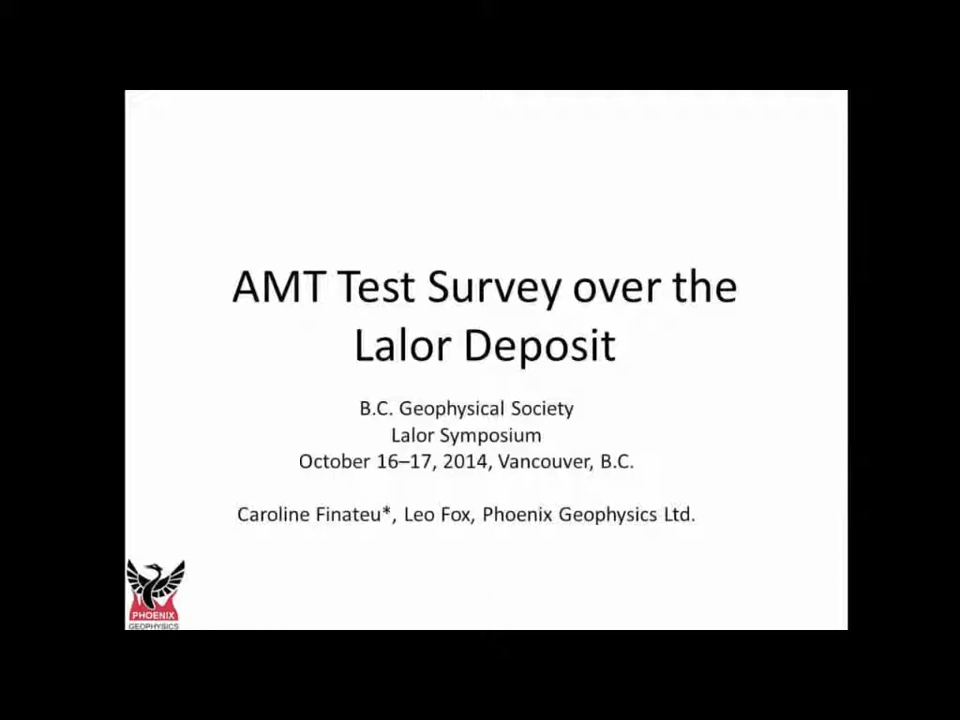 AMT Test Survey over the
Lalor Deposit
B.C. Geophysical Society
Lalor Symposium
October 16–17, 2014, Vancouver, B.C.
Caroline Finateu*, Leo Fox, Phoenix Geophysics Ltd.
PHOENIX
GEOPHYSICS